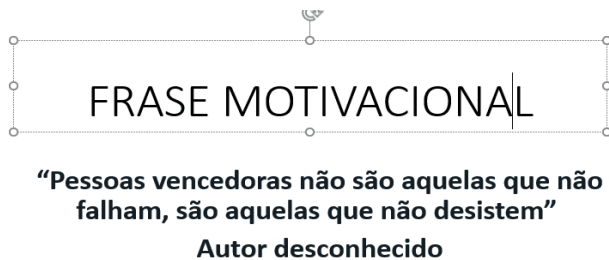 FRASE MOTIVACIONAL
“Pessoas vencedoras não são aquelas que não
falham, são aquelas que não desistem”
Autor desconhecido